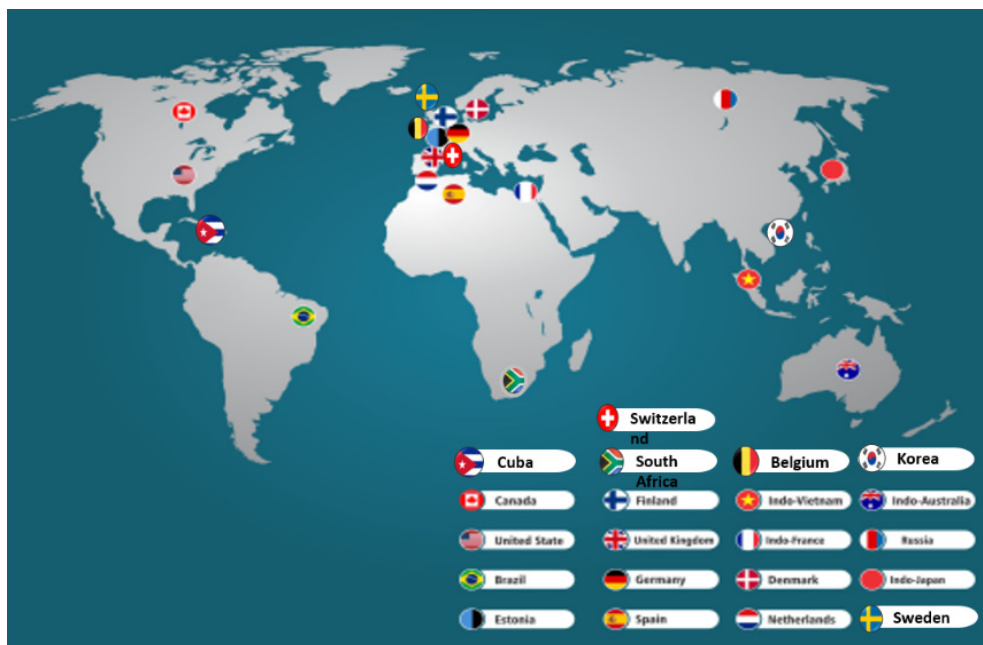 Switzerla
nd
Cuba
South
Africa
Belgium
Korea
Canada
Finland
Indo-Vietnam
Indo-Australia
United State
United Kingdom
Indo-France
Russia
Brazil
Germany
Denmark
Indo-Japan
Estonia
Spain
Netherlands
Sweden